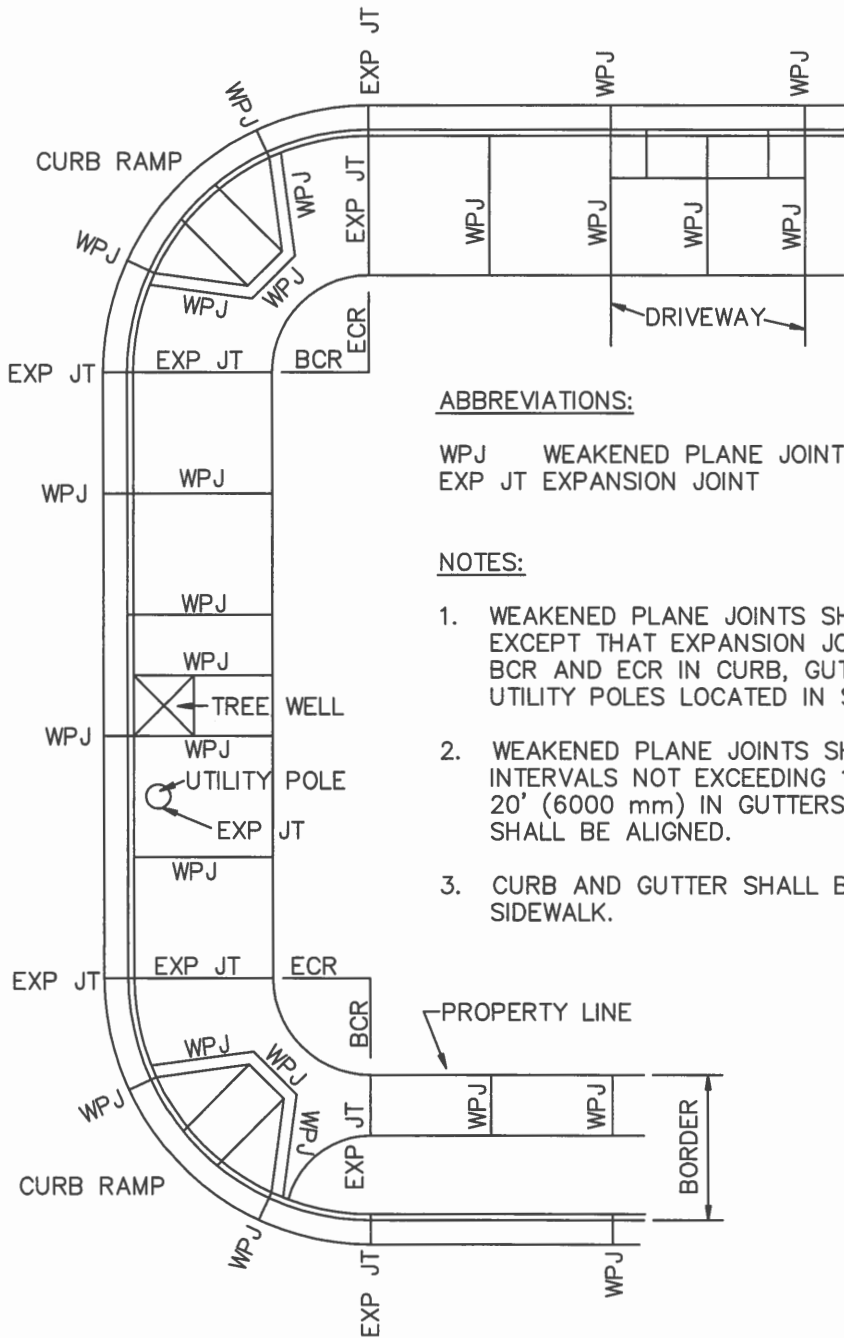 EXP JT
WPJ
WPJ
WPJ
CURB RAMP
EXP JT
WPJ
EXP JT
WPJ
WPJ
WPJ
WPJ
WPJ
WPJ
WPJ
WPJ
DRIVEWAY
ECR
EXP JT
EXP JT
BCR
ABBREVIATIONS:
WPJ WEAKENED PLANE JOINT
EXP JT EXPANSION JOINT
WPJ
WPJ
NOTES:
1. WEAKENED PLANE JOINTS SH
EXCEPT THAT EXPANSION JO
BCR AND ECR IN CURB, GUT
UTILITY POLES LOCATED IN S
2. WEAKENED PLANE JOINTS SH
INTERVALS NOT EXCEEDING
20' (6000 mm) IN GUTTERS
SHALL BE ALIGNED.
3. CURB AND GUTTER SHALL B
SIDEWALK.
WPJ
WPJ
TREE WELL
WPJ
WPJ
UTILITY POLE
EXP JT
WPJ
EXP JT
EXP JT
ECR
BCR
PROPERTY LINE
WPJ
WPJ
WPJ
WPJ
EXP JT
WPJ
WPJ
BORDER
CURB RAMP
WPJ
EXP JT
WPJ